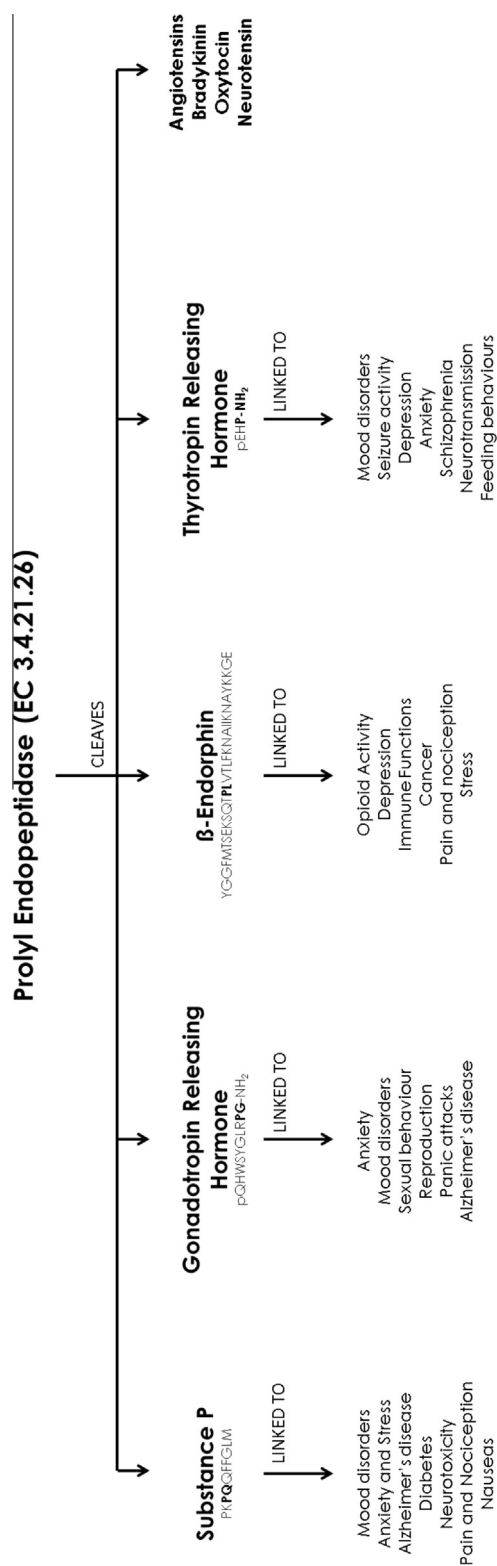 Prolyl Endopeptidase (EC 3.4.21.26)
CLEAVES
Substance P
PKPQQFFGLM
LINKED TO
Mood disorders
Anxiety and Stress
Alzheimer's disease
Diabetes
Neurotoxicity
Pain and Nociception
Nauseas
Gonadotropin Releasing
Hormone
pQHWSYGLRPG-NH₂
LINKED TO
Anxiety
Mood disorders
Sexual behaviour
Reproduction
Panic attacks
Alzheimer's disease
ß-Endorphin
YGGFMTSEKSQTPLVTLFKNAIIKNAYKKGE
LINKED TO
Opioid Activity
Depression
Immune Functions
Cancer
Pain and nociception
Stress
Thyrotropin Releasing
Hormone
pEHP-NH₂
LINKED TO
Mood disorders
Seizure activity
Depression
Anxiety
Schizophrenia
Neurotransmission
Feeding behaviours
Angiotensins
Bradykinin
Oxytocin
Neurotensin